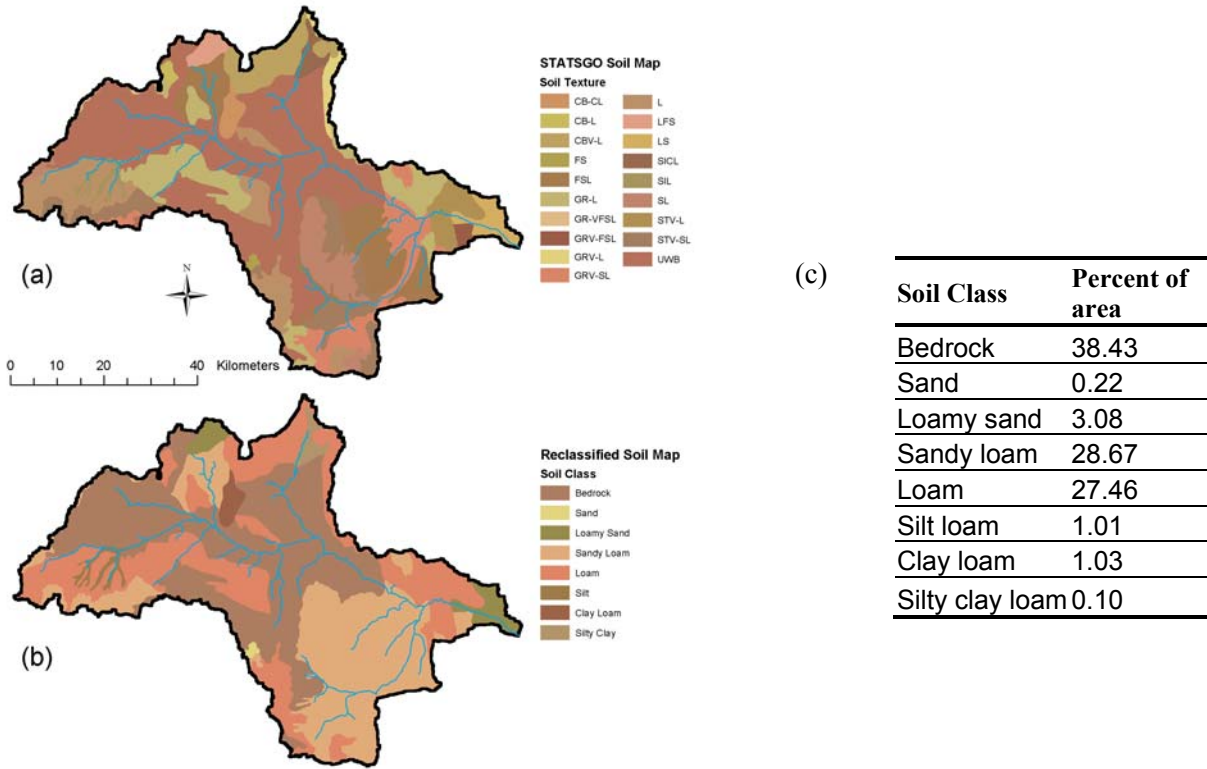 STATSGO Soil Map
Soil Texture
CB-CL
CB-L
CBV-L
FS
FSL
GR-L
GR-VFSL
GRV-FSL
GRV-L
GRV-SL
L
LFS
LS
SICL
SIL
SL
STV-L
STV-SL
UWB
(a)
N
0 10 20 40 Kilometers
Reclassified Soil Map
Soil Class
Bedrock
Sand
Loamy Sand
Sandy Loam
Loam
Silt
Clay Loam
Silty Clay
(b)
(c)
Soil Class Percent of area
Bedrock 38.43
Sand 0.22
Loamy sand 3.08
Sandy loam 28.67
Loam 27.46
Silt loam 1.01
Clay loam 1.03
Silty clay loam 0.10